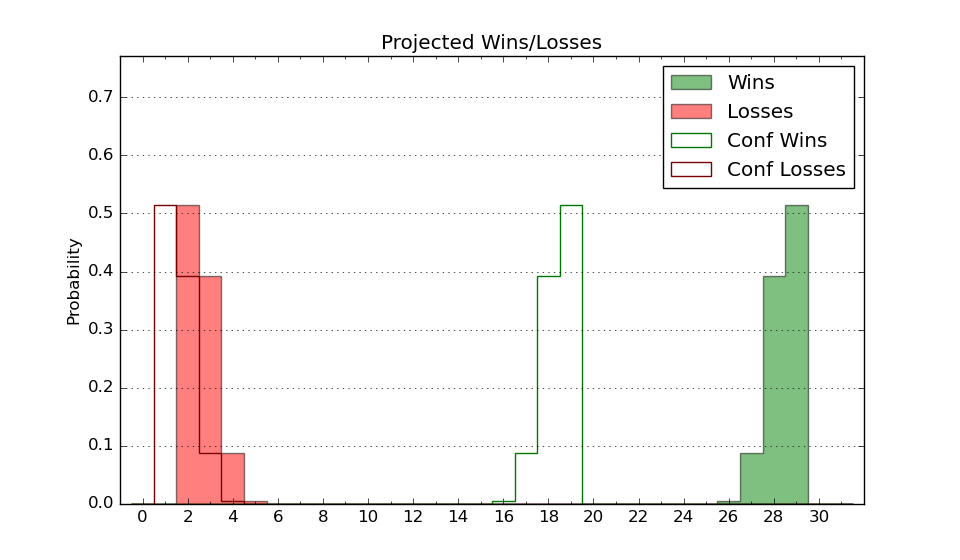 Projected Wins/Losses
Wins
Losses
Conf Wins
Conf Losses
Probability
0.7
0.6
0.5
0.4
0.3
0.2
0.1
0.0
0 2 4 6 8 10 12 14 16 18 20 22 24 26 28 30